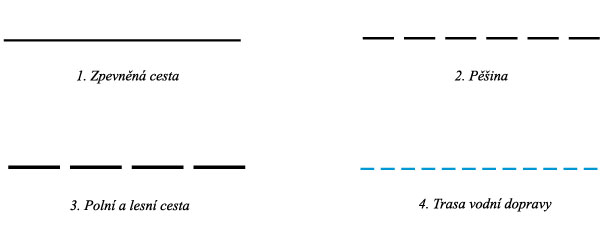 1. Zpevněná cesta
2. Pěšina
3. Polní a lesní cesta
4. Trasa vodní dopravy